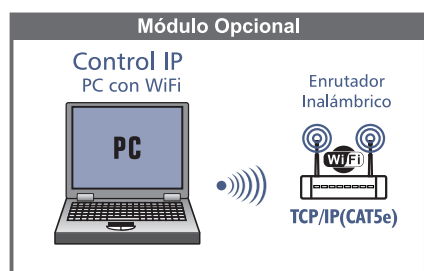 Módulo Opcional
Control IP
PC con WiFi
PC
Enrutador
Inalámbrico
WiFi
TCP/IP(CAT5e)